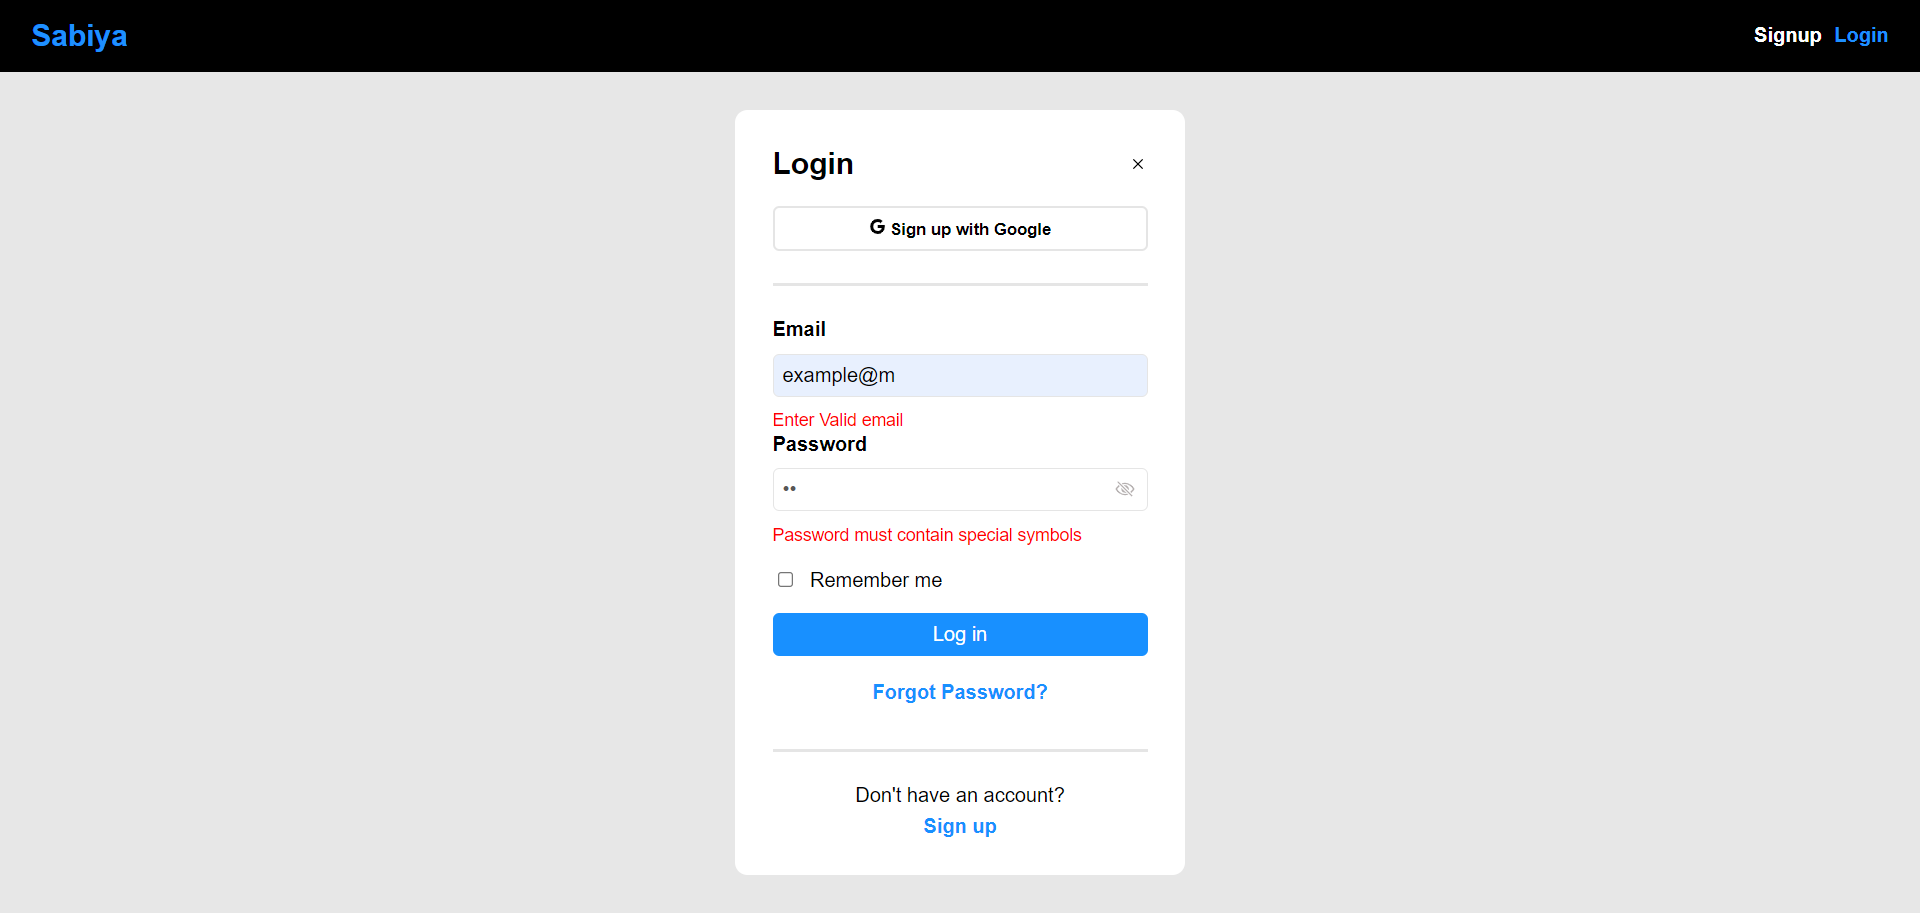 Sabiya
Signup Login
Login
Sign up with Google
Email
example@m
Enter Valid email
Password
••
Password must contain special symbols
Remember me
Log in
Forgot Password?
Don't have an account?
Sign up